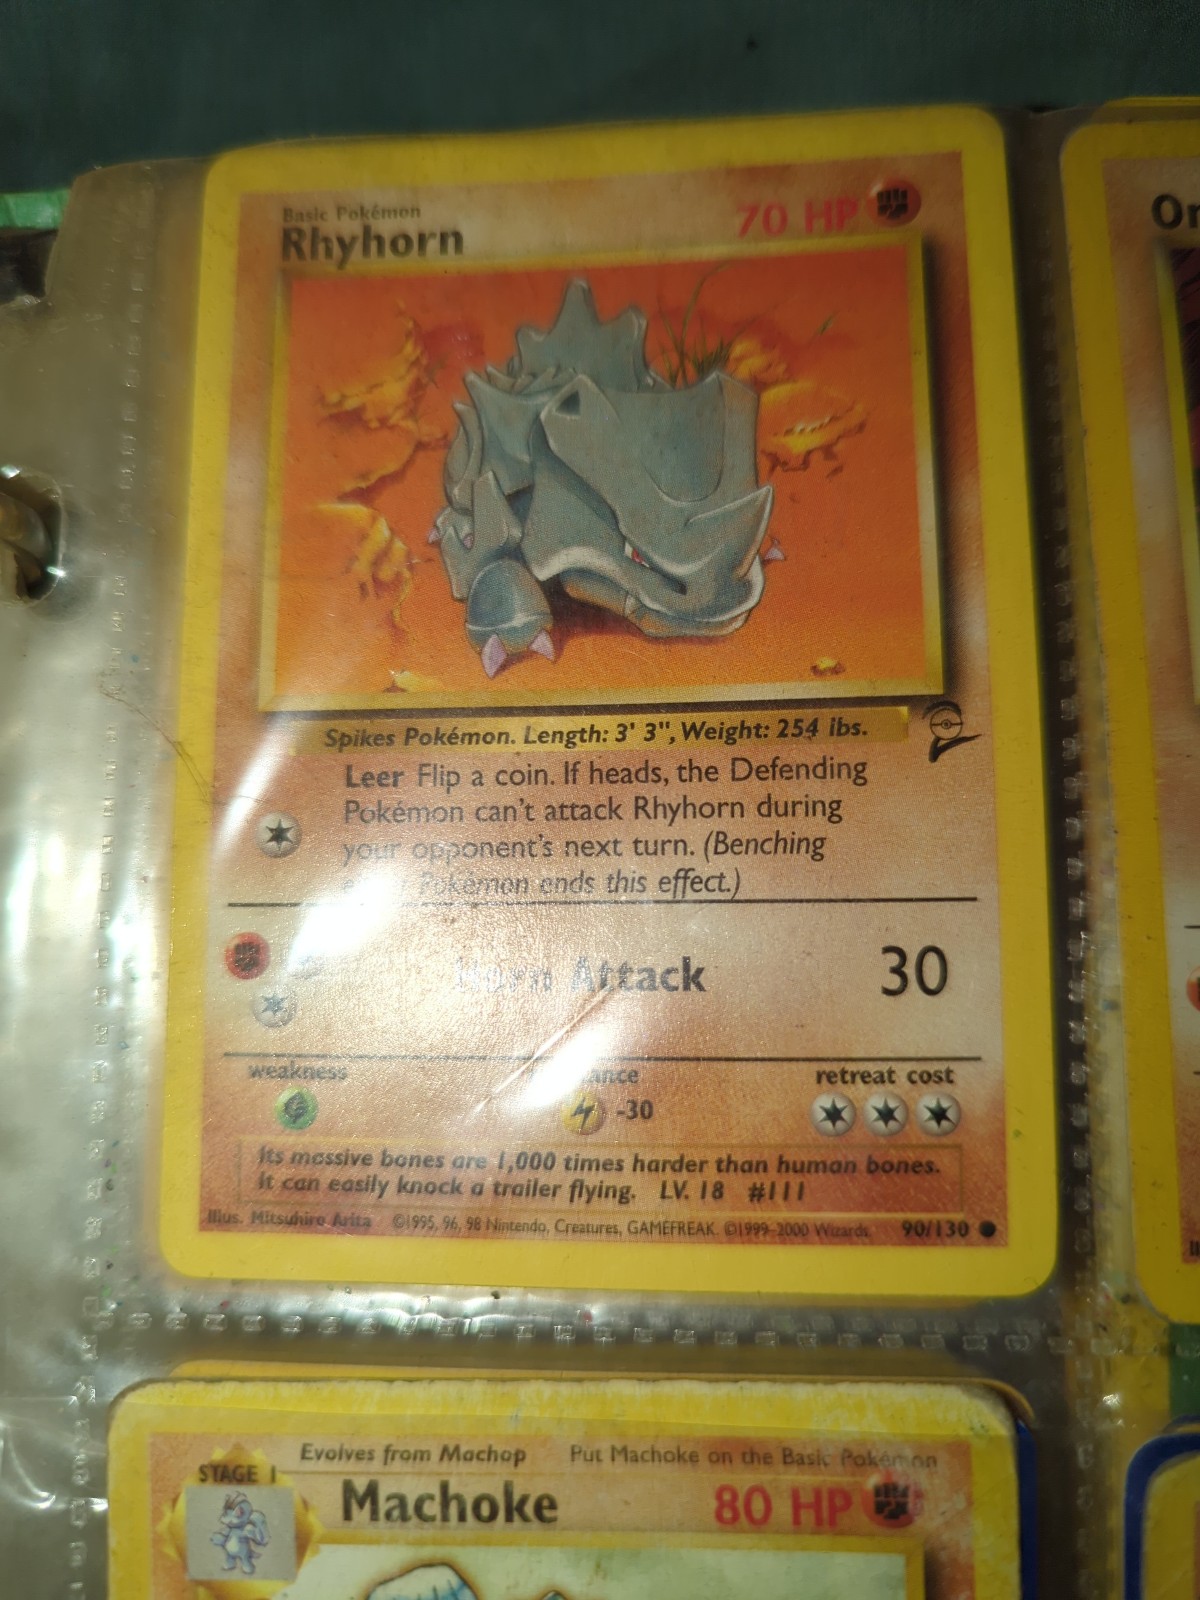 Basic Pokémon
Rhyhorn
70 HP
Spikes Pokémon. Length: 3' 3", Weight: 254 lbs.
Leer Flip a coin. If heads, the Defending
Pokémon can't attack Rhyhorn during
your opponent's next turn. (Benching
Pokémon ends this effect.)
Horn Attack 30
weakness
retreat cost
-30
Its massive bones are 1,000 times harder than human bones.
It can easily knock a trailer flying. LV. 18 #111
Illus. Mitsuhiro Arita ©1995, 96, 98 Nintendo, Creatures, GAMEFREAK. ©1999-2000 Wizards. 90/130
Evolves from Machop Put Machoke on the Basic Pokémon
STAGE 1
Machoke
80 HP